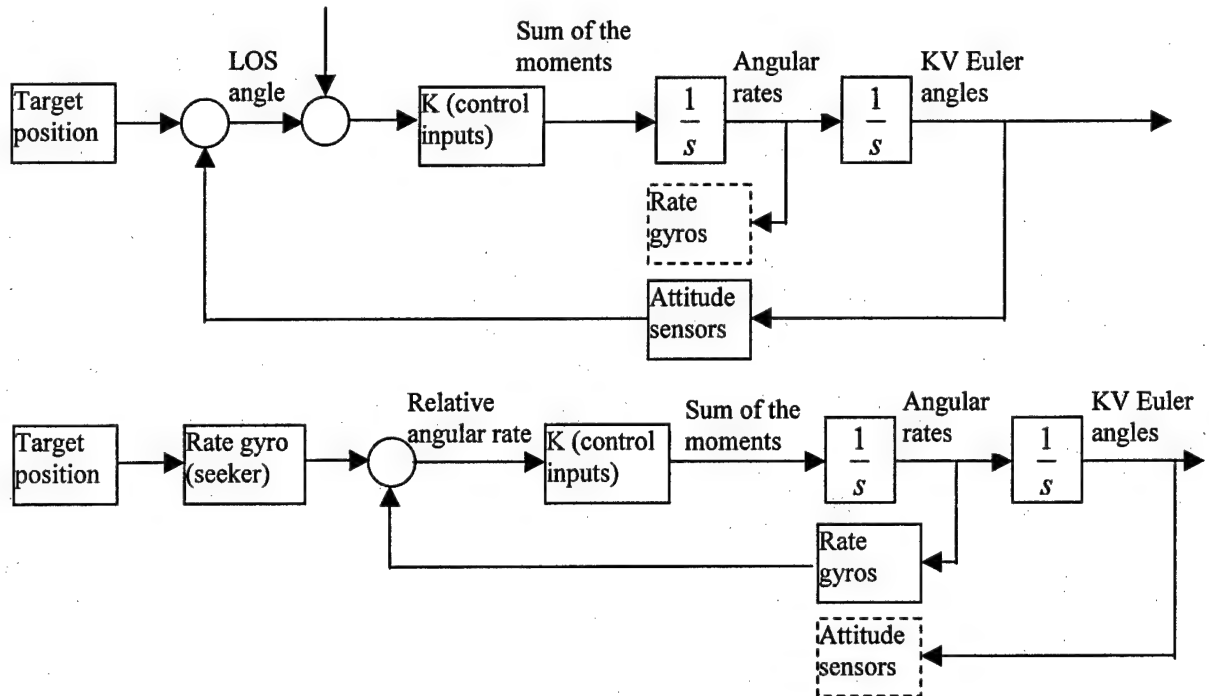 Target
position
LOS
angle
K (control
inputs)
Sum of the
moments
1
s
Angular
rates
1
s
KV Euler
angles
Rate
gyros
Attitude
sensors
Target
position
Rate gyro
(seeker)
Relative
angular rate
K (control
inputs)
Sum of the
moments
1
s
Angular
rates
1
s
KV Euler
angles
Rate
gyros
Attitude
sensors